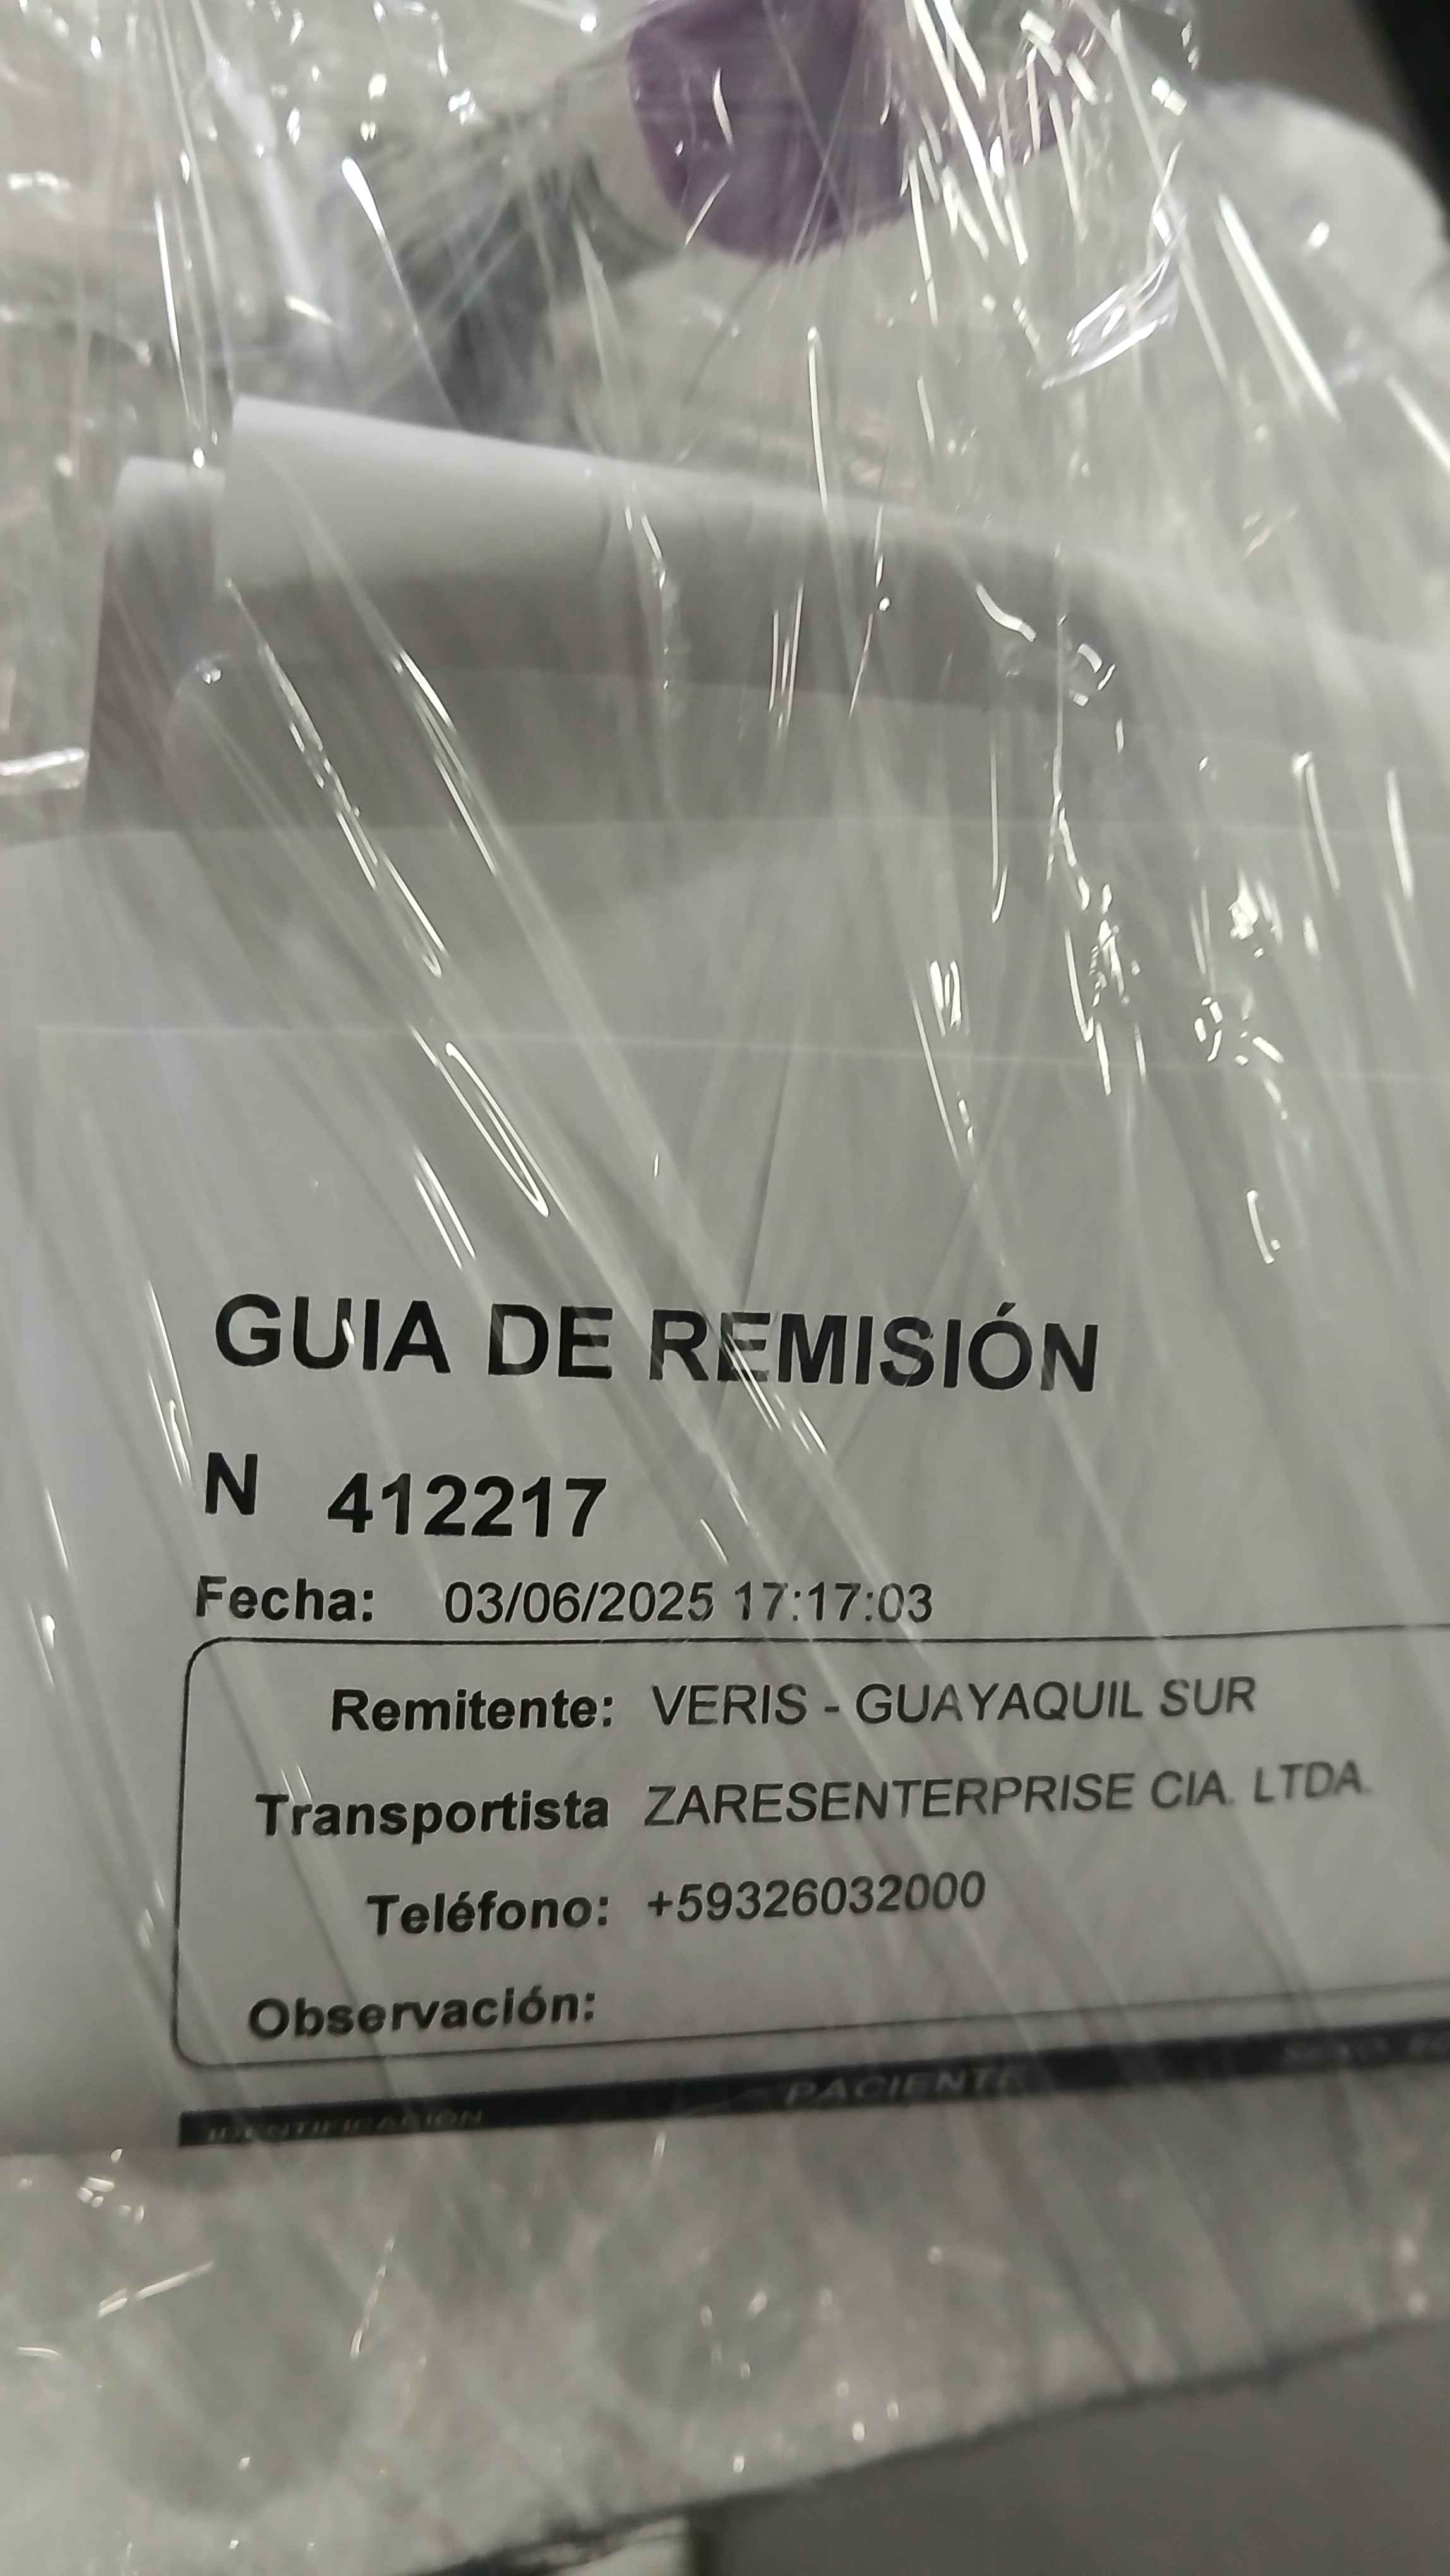 GUIA DE REMISIÓN
N 412217
Fecha: 03/06/2025 17:17:03
Remitente: VERIS - GUAYAQUIL SUR
Transportista ZARESENTERPRISE CIA. LTDA.
Teléfono: +59326032000
Observación:
IDENTIFICACIÓN PACIENTE